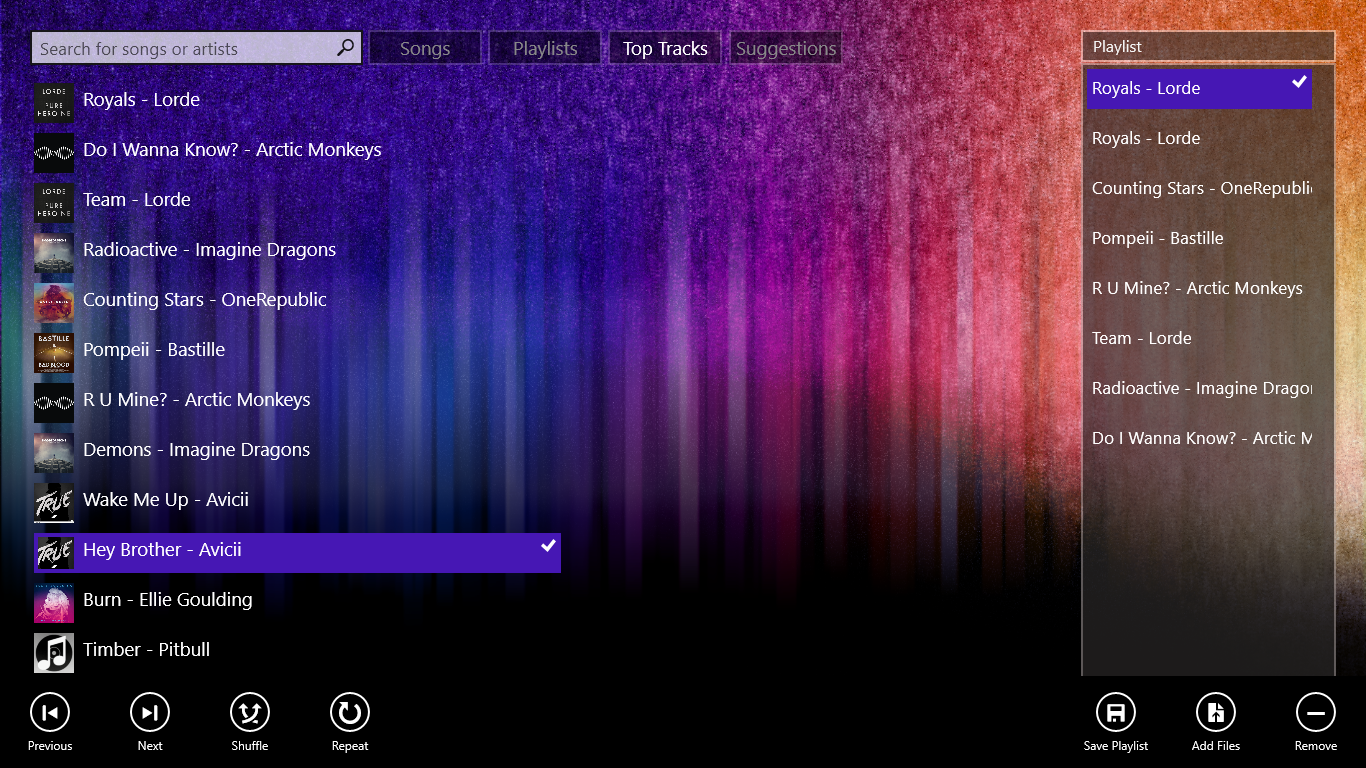 Search for songs or artists
Songs
Playlists
Top Tracks
Suggestions
Playlist
LORDE
PURE
HEROINE
Royals - Lorde
Do I Wanna Know? - Arctic Monkeys
LORDE
PURE
HEROINE
Team - Lorde
Radioactive - Imagine Dragons
Counting Stars - OneRepublic
BASTILLE
BAD BLOOD
Pompeii - Bastille
R U Mine? - Arctic Monkeys
Demons - Imagine Dragons
TRUE
Wake Me Up - Avicii
TRUE
Hey Brother - Avicii
Burn - Ellie Goulding
Timber - Pitbull
Royals - Lorde
Royals - Lorde
Counting Stars - OneRepubli
Pompeii - Bastille
R U Mine? - Arctic Monkeys
Team - Lorde
Radioactive - Imagine Drago
Do I Wanna Know? - Arctic M
Previous
Next
Shuffle
Repeat
Save Playlist
Add Files
Remove